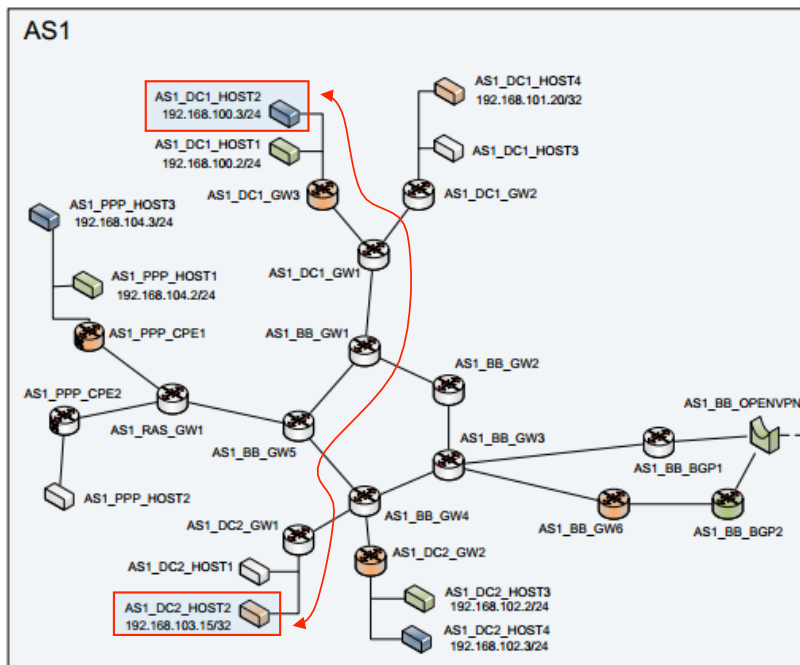 AS1
AS1_DC1_HOST2
192.168.100.3/24
AS1_DC1_HOST4
192.168.101.20/32
AS1_DC1_HOST1
192.168.100.2/24
AS1_DC1_HOST3
AS1_DC1_GW3
AS1_DC1_GW2
AS1_PPP_HOST3
192.168.104.3/24
AS1_PPP_HOST1
192.168.104.2/24
AS1_DC1_GW1
AS1_PPP_CPE1
AS1_BB_GW1
AS1_BB_GW2
AS1_PPP_CPE2
AS1_RAS_GW1
AS1_BB_GW5
AS1_BB_GW3
AS1_BB_OPENVPN
AS1_BB_BGP1
AS1_PPP_HOST2
AS1_DC2_GW1
AS1_BB_GW4
AS1_BB_GW6
AS1_BB_BGP2
AS1_DC2_GW2
AS1_DC2_HOST1
AS1_DC2_HOST2
192.168.103.15/32
AS1_DC2_HOST3
192.168.102.2/24
AS1_DC2_HOST4
192.168.102.3/24